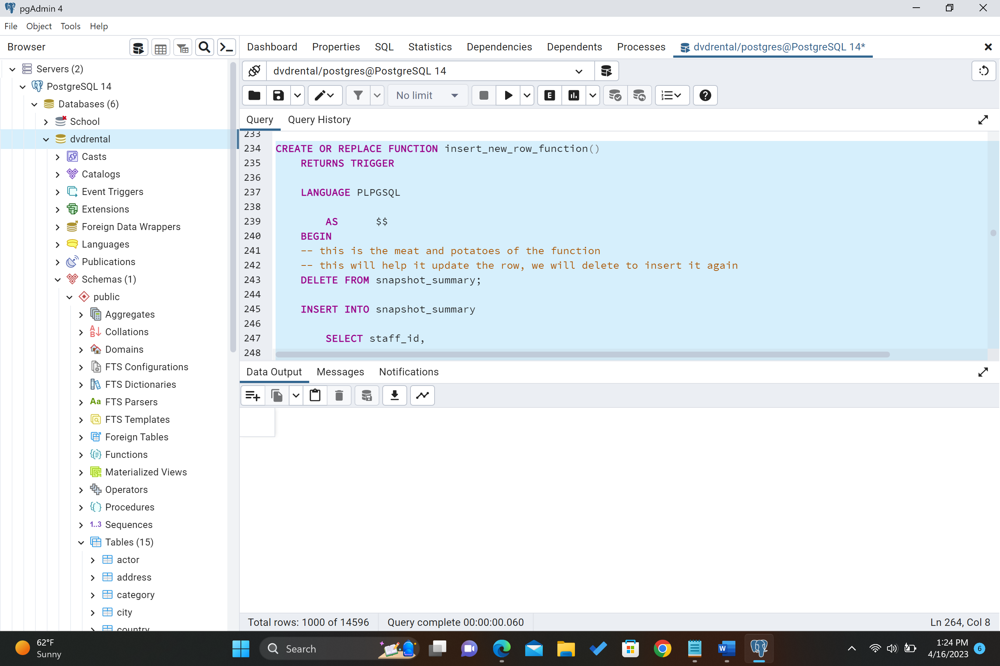 pgAdmin 4
File Object Tools Help
Browser
Dashboard Properties SQL Statistics Dependencies Dependents Processes dvdrental/postgres@PostgreSQL 14*
Servers (2)
PostgreSQL 14
Databases (6)
School
dvdrental
Casts
Catalogs
Event Triggers
Extensions
Foreign Data Wrappers
Languages
Publications
Schemas (1)
public
Aggregates
Collations
Domains
FTS Configurations
FTS Dictionaries
Aa FTS Parsers
FTS Templates
Foreign Tables
Functions
Materialized Views
Operators
Procedures
1..3 Sequences
Tables (15)
actor
address
category
city
country
dvdrental/postgres@PostgreSQL 14
No limit
E
Query Query History
233
234 CREATE OR REPLACE FUNCTION insert_new_row_function()
235 RETURNS TRIGGER
236
237 LANGUAGE PLPGSQL
238
239 AS $$
240 BEGIN
241 -- this is the meat and potatoes of the function
242 -- this will help it update the row, we will delete to insert it again
243 DELETE FROM snapshot_summary;
244
245 INSERT INTO snapshot_summary
246
247 SELECT staff_id,
248
Data Output Messages Notifications
Total rows: 1000 of 14596 Query complete 00:00:00.060 Ln 264, Col 8
62°F
Sunny
Search
W
1:24 PM
4/16/2023
6